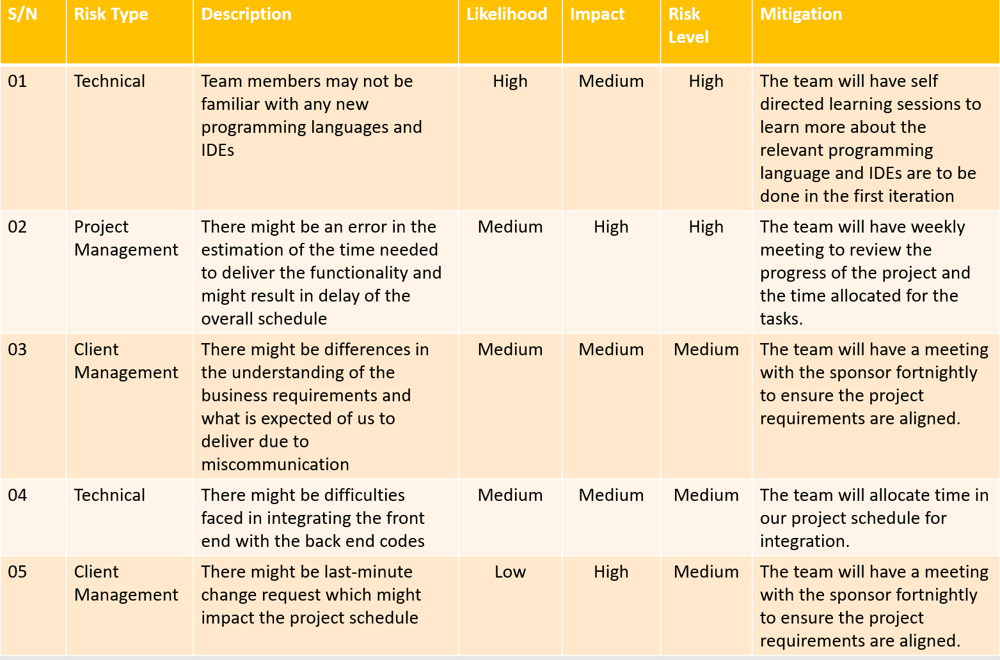 S/N
Risk Type
Description
Likelihood
Impact
Risk
Level
Mitigation
01
Technical
Team members may not be
familiar with any new
programming languages and
IDEs
High
Medium
High
The team will have self
directed learning sessions to
learn more about the
relevant programming
language and IDEs are to be
done in the first iteration
02
Project
Management
There might be an error in the
estimation of the time needed
to deliver the functionality and
might result in delay of the
overall schedule
Medium
High
High
The team will have weekly
meeting to review the
progress of the project and
the time allocated for the
tasks.
03
Client
Management
There might be differences in
the understanding of the
business requirements and
what is expected of us to
deliver due to
miscommunication
Medium
Medium
Medium
The team will have a meeting
with the sponsor fortnightly
to ensure the project
requirements are aligned.
04
Technical
There might be difficulties
faced in integrating the front
end with the back end codes
Medium
Medium
Medium
The team will allocate time in
our project schedule for
integration.
05
Client
Management
There might be last-minute
change request which might
impact the project schedule
Low
High
Medium
The team will have a meeting
with the sponsor fortnightly
to ensure the project
requirements are aligned.